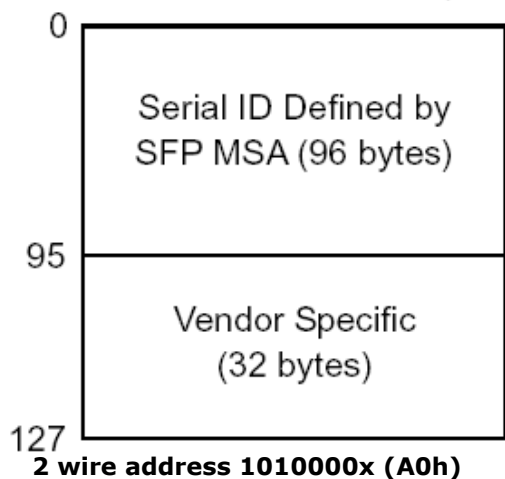 0
Serial ID Defined by
SFP MSA (96 bytes)
95
Vendor Specific
(32 bytes)
127
2 wire address 1010000x (A0h)